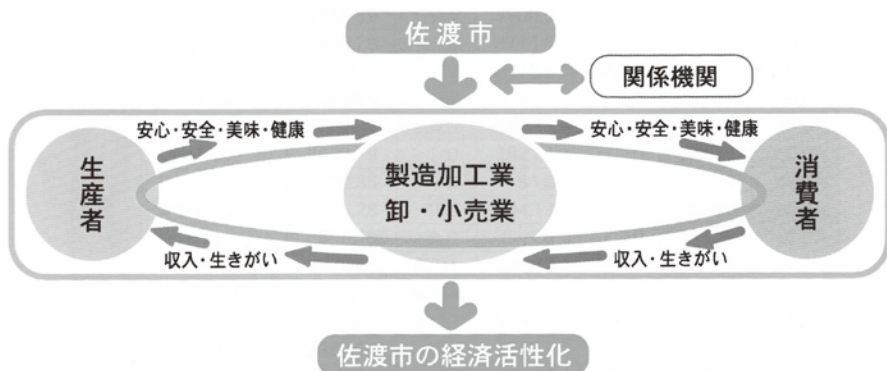 佐渡市
関係機関
安心・安全・美味・健康
安心・安全・美味・健康
生産者
製造加工業
卸・小売業
消費者
収入・生きがい
収入・生きがい
佐渡市の経済活性化